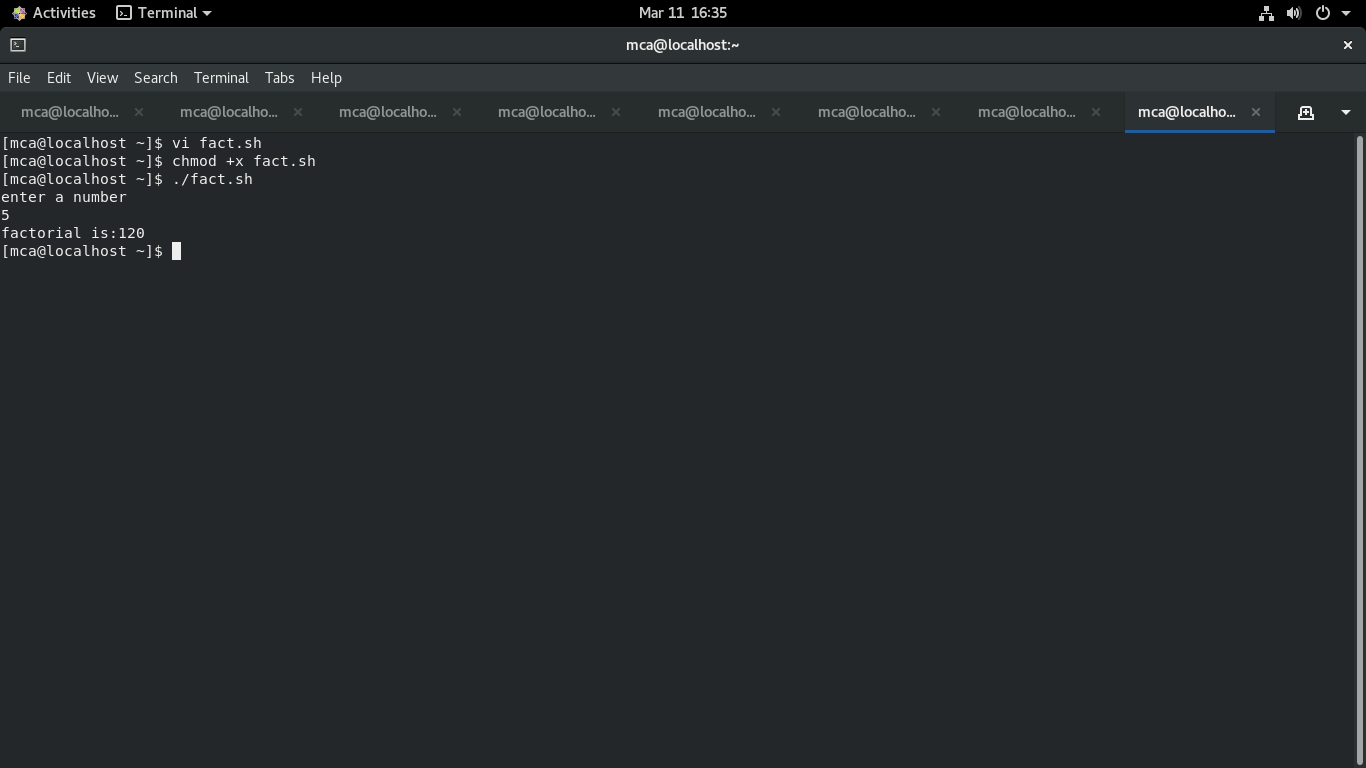 Activities Terminal Mar 11 16:35
mca@localhost:~
File Edit View Search Terminal Tabs Help
mca@localho... mca@localho... mca@localho... mca@localho... mca@localho... mca@localho... mca@localho... mca@localho...
[mca@localhost ~]$ vi fact.sh
[mca@localhost ~]$ chmod +x fact.sh
[mca@localhost ~]$ ./fact.sh
enter a number
5
factorial is:120
[mca@localhost ~]$